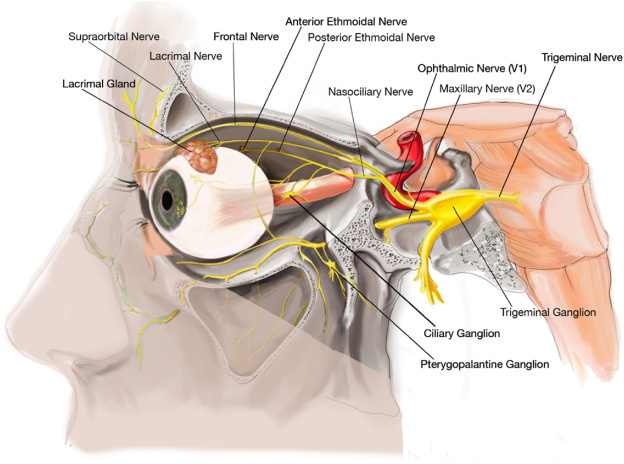 Anterior Ethmoidal Nerve
Supraorbital Nerve
Frontal Nerve
Posterior Ethmoidal Nerve
Lacrimal Nerve
Trigeminal Nerve
Ophthalmic Nerve (V1)
Lacrimal Gland
Nasociliary Nerve
Maxillary Nerve (V2)
Trigeminal Ganglion
Ciliary Ganglion
Pterygopalantine Ganglion